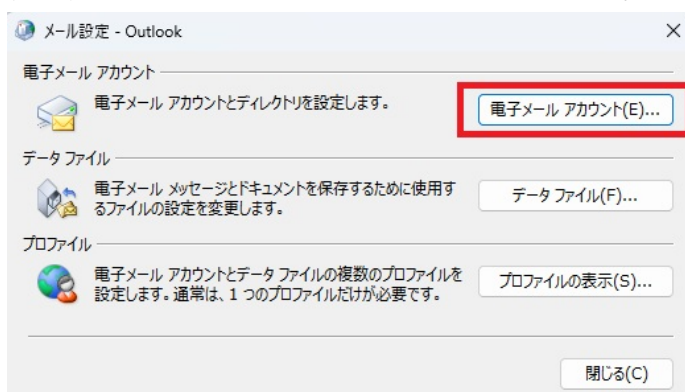 メール設定 - Outlook
電子メール アカウント
電子メール アカウントとディレクトリを設定します。
電子メール アカウント(E)...
データ ファイル
電子メール メッセージとドキュメントを保存するために使用す
るファイルの設定を変更します。
データ ファイル(F)...
プロファイル
電子メール アカウントとデータ ファイルの複数のプロファイルを
設定します。通常は、1 つのプロファイルだけが必要です。
プロファイルの表示(S)...
閉じる(C)